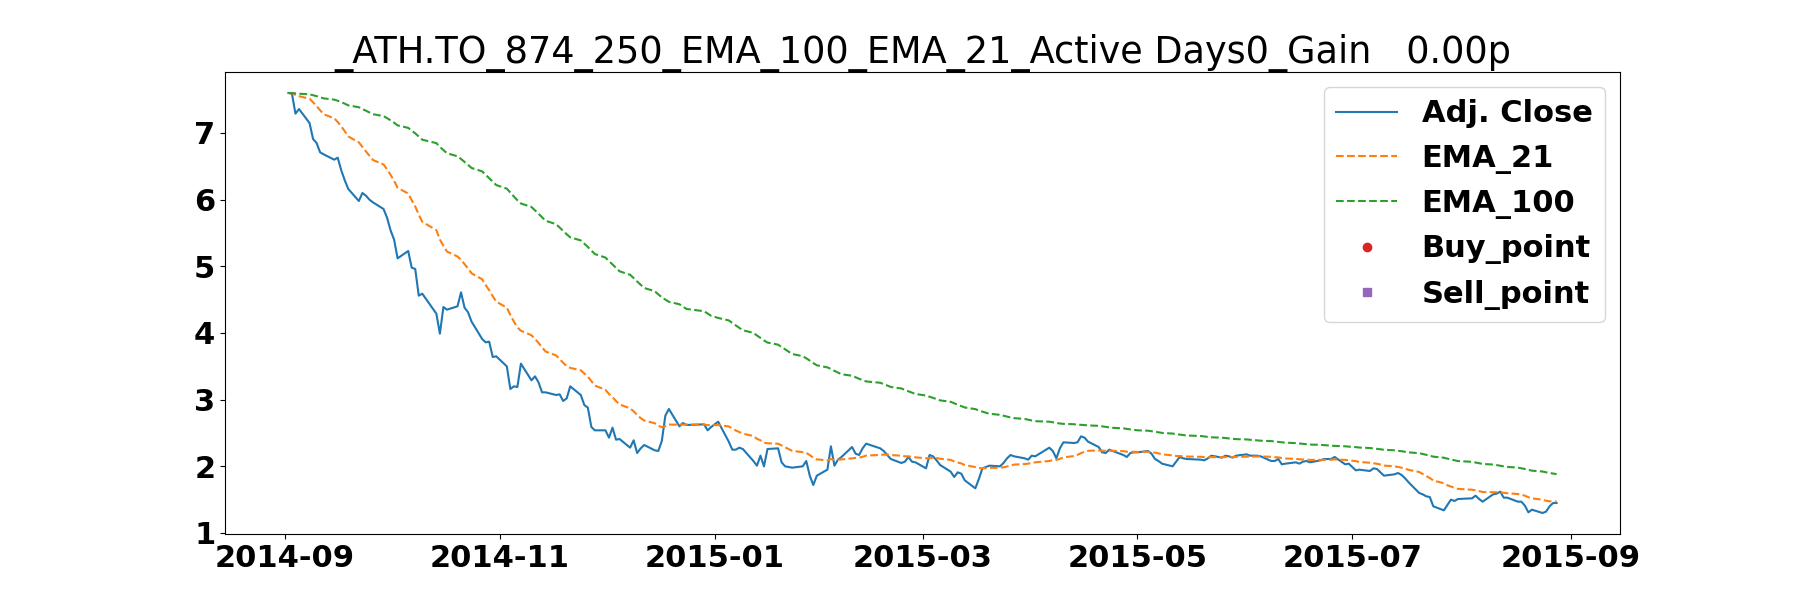 _ATH.TO_874_250_EMA_100_EMA_21_Active Days0_Gain   0.00p
Adj. Close
EMA_21
EMA_100
Buy_point
Sell_point
7
6
5
4
3
2
1
2014-09 2014-11 2015-01 2015-03 2015-05 2015-07 2015-09